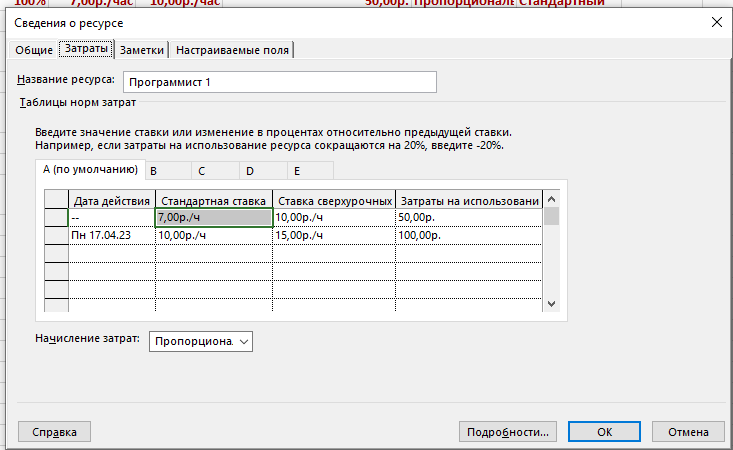 100% 7,00р./час 10,00р./час 50,00р. Пропорциональ Стандартный
Сведения о ресурсе
Общие Затраты Заметки Настраиваемые поля
Название ресурса: Программист 1
Таблицы норм затрат
Введите значение ставки или изменение в процентах относительно предыдущей ставки.
Например, если затраты на использование ресурса сокращаются на 20%, введите -20%.
A (по умолчанию) B C D E
Дата действия Стандартная ставка Ставка сверхурочных Затраты на использовани
-- 7,00р./ч 10,00р./ч 50,00р.
Пн 17.04.23 10,00р./ч 15,00р./ч 100,00р.
Начисление затрат: Пропорциона.
Справка Подробности... ОК Отмена